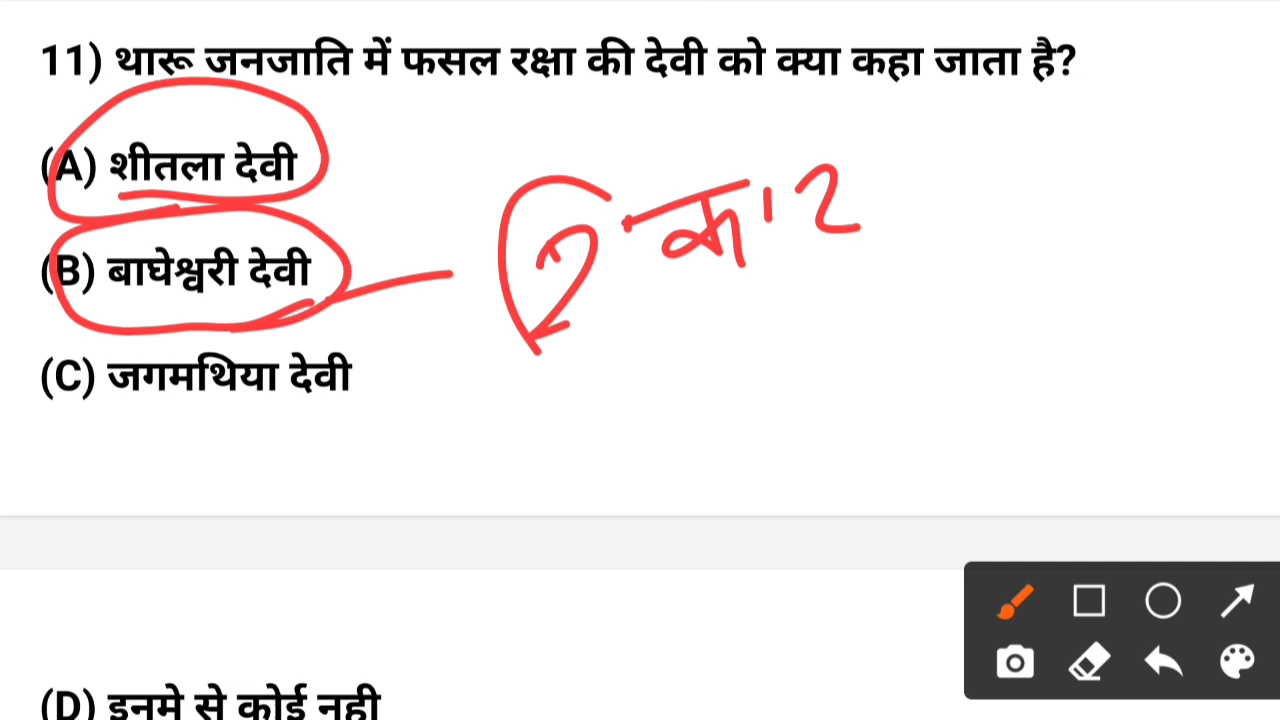 11) थारू जनजाति में फसल रक्षा की देवी को क्या कहा जाता है?
(A) शीतला देवी
(B) बाघेश्वरी देवी
(C) जगमथिया देवी
(D) इनमे से कोई नही